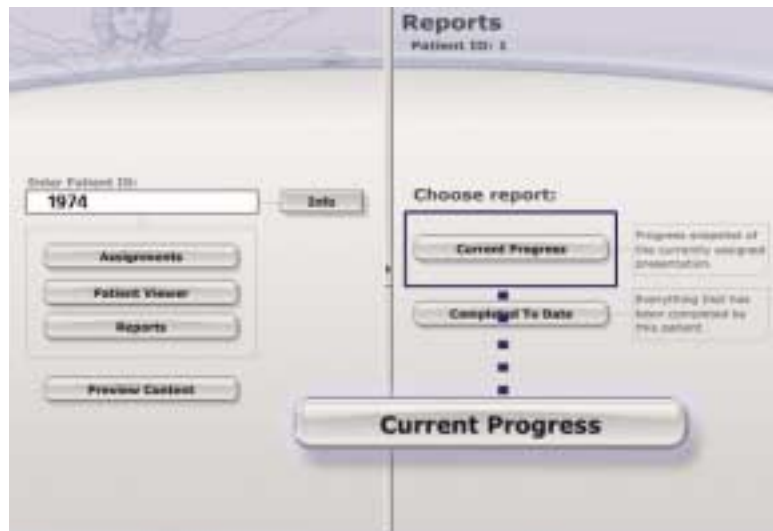 Enter Patient ID:
1974
Info
Assignments
Patient Viewer
Reports
Preview Content
Reports
Patient ID: 1
Choose report:
Current Progress
Progress snapshot of
the currently assigned
presentation
Completed To Date
Everything that has
been completed by
this patient
Current Progress